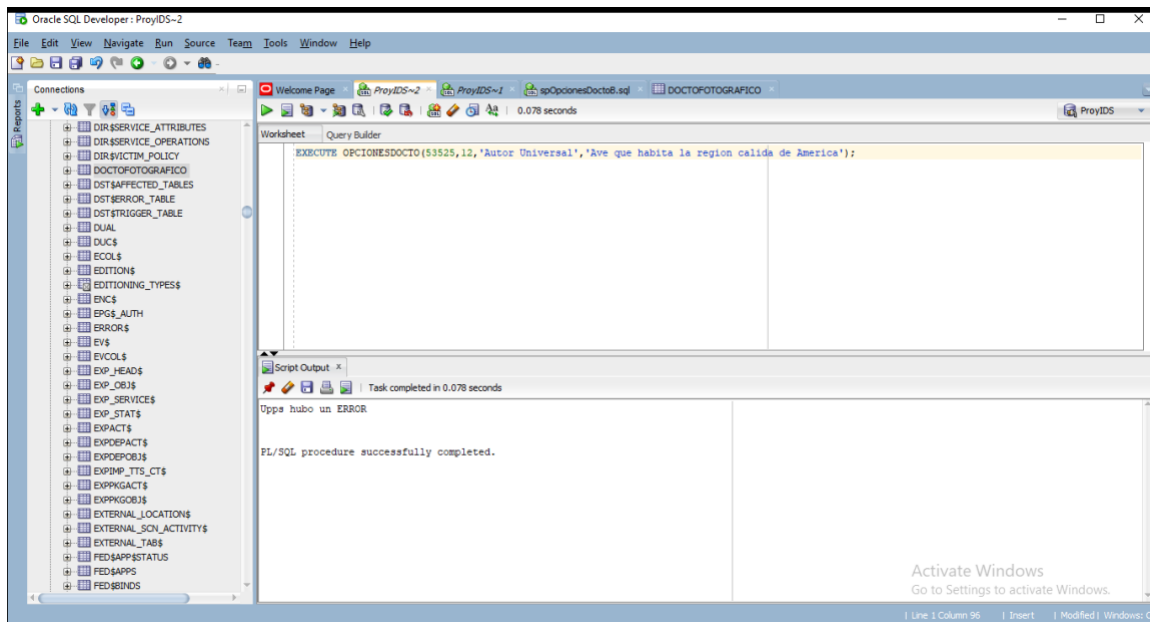 Oracle SQL Developer : ProyIDS~2
File Edit View Navigate Run Source Team Tools Window Help
Connections
Reports
DIR$SERVICE_ATTRIBUTES
DIR$SERVICE_OPERATIONS
DIR$VICTIM_POLICY
DOCTOFOTOGRAFICO
DST$AFFECTED_TABLES
DST$ERROR_TABLE
DST$TRIGGER_TABLE
DUAL
DUC$
ECOL$
EDITION$
EDITIONING_TYPES$
ENC$
EPG$_AUTH
ERROR$
EV$
EVCOL$
EXP_HEAD$
EXP_OBJ$
EXP_SERVICE$
EXP_STAT$
EXPACT$
EXPDEPACT$
EXPDEPOBJ$
EXPIMP_TTS_CT$
EXPPKGACT$
EXPPKGOBJ$
EXTERNAL_LOCATION$
EXTERNAL_SCN_ACTIVITY$
EXTERNAL_TAB$
FED$APP$STATUS
FED$APPS
FED$BINDS
Welcome Page ProyIDS~2 ProyIDS~1 spOpcionesDoctoB.sql DOCTOFOTOGRAFICO
0.078 seconds
ProyIDS
Worksheet Query Builder
EXECUTE OPCIONESDOCTO(53525,12,'Autor Universal','Ave que habita la region calida de America');
Script Output
Task completed in 0.078 seconds
Upps hubo un ERROR
PL/SQL procedure successfully completed.
Activate Windows
Go to Settings to activate Windows.
| Line 1 Column 96 | Insert | Modified | Windows: C